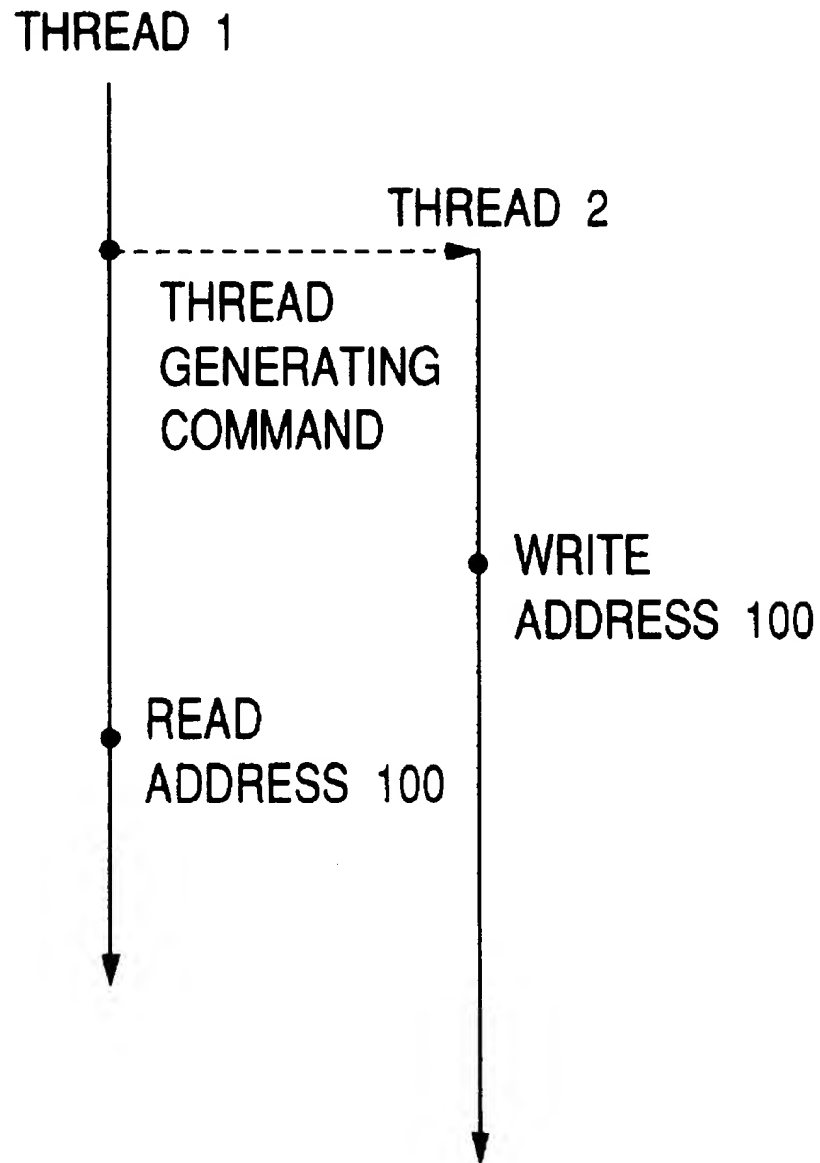 THREAD 1
THREAD 2
THREAD
GENERATING
COMMAND
WRITE
ADDRESS 100
READ
ADDRESS 100